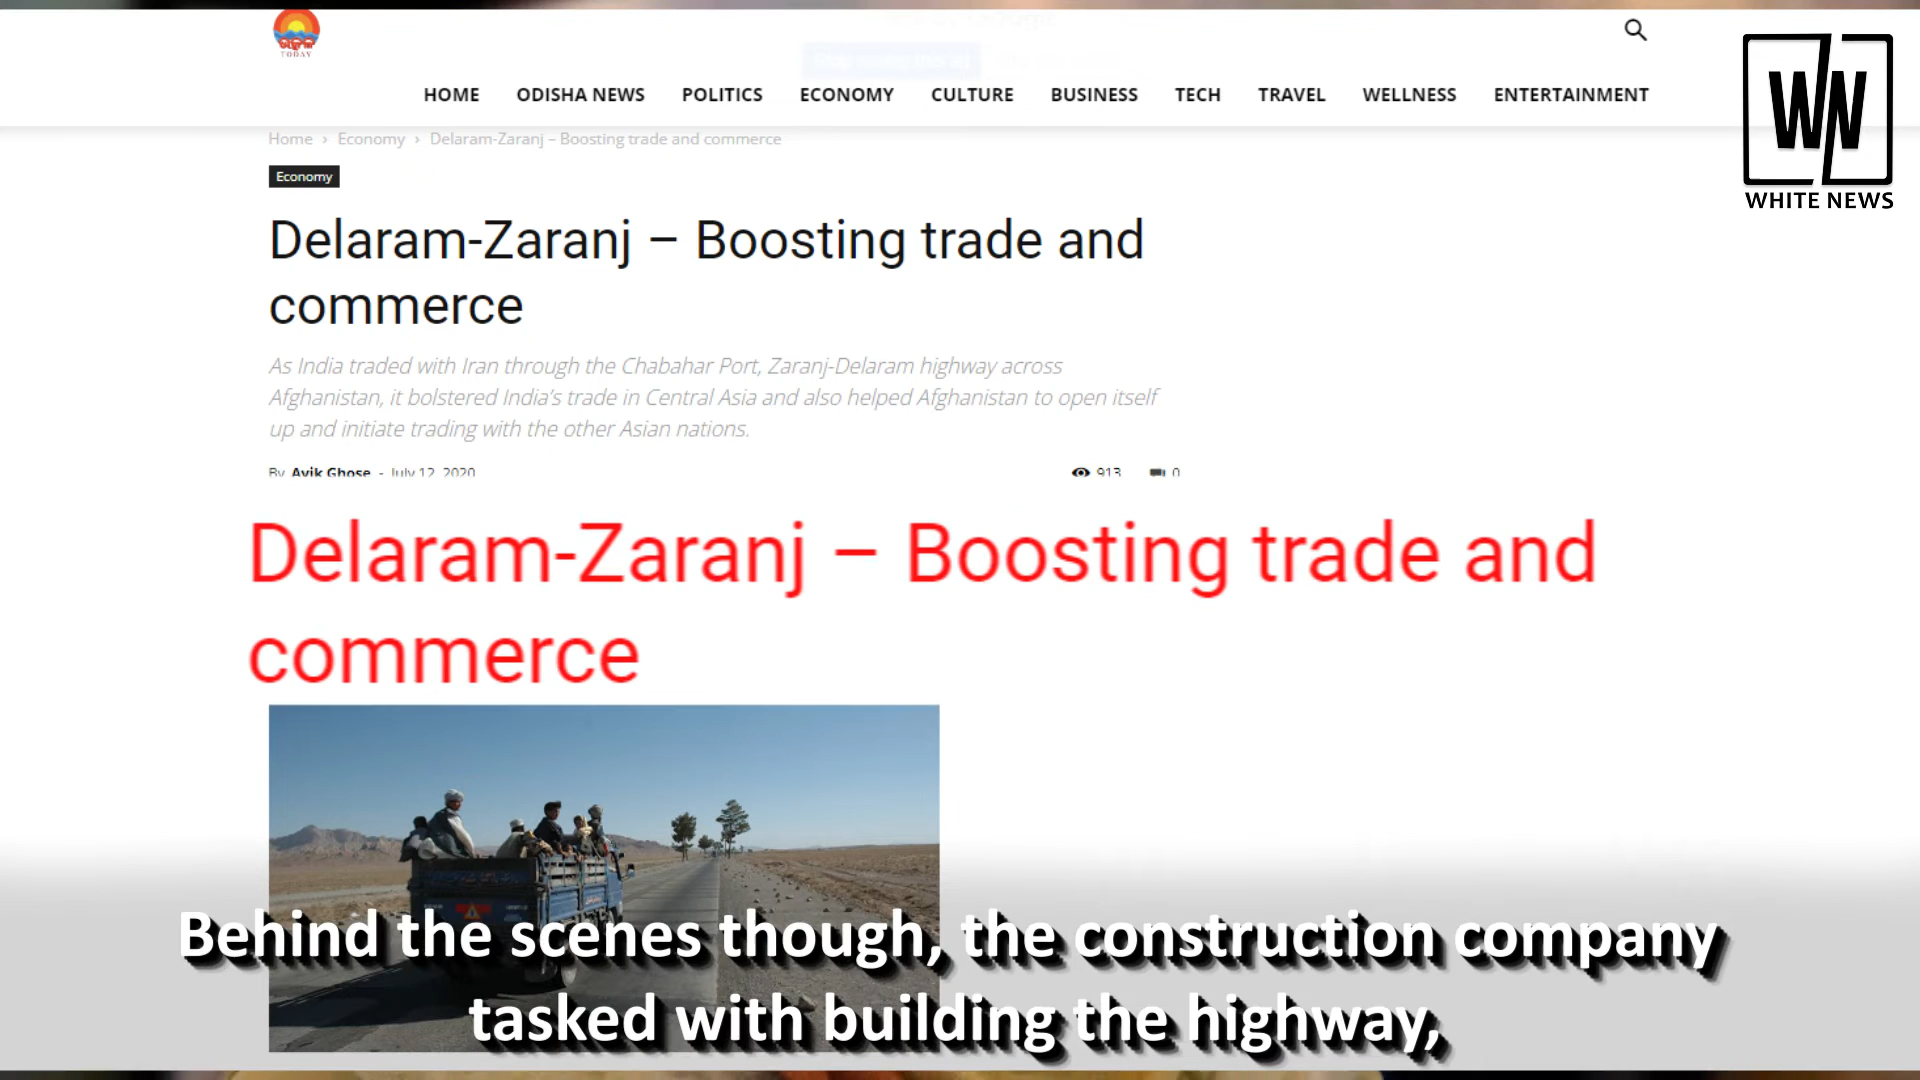 ଉତ୍କଳ
TODAY
HOME ODISHA NEWS POLITICS ECONOMY CULTURE BUSINESS TECH TRAVEL WELLNESS ENTERTAINMENT
WN
WHITE NEWS
Home › Economy › Delaram-Zaranj – Boosting trade and commerce
Economy
Delaram-Zaranj – Boosting trade and
commerce
As India traded with Iran through the Chabahar Port, Zaranj-Delaram highway across
Afghanistan, it bolstered India's trade in Central Asia and also helped Afghanistan to open itself
up and initiate trading with the other Asian nations.
By Avik Ghose - July 12, 2020 913 0
Delaram-Zaranj – Boosting trade and
commerce
Behind the scenes though, the construction company
tasked with building the highway,